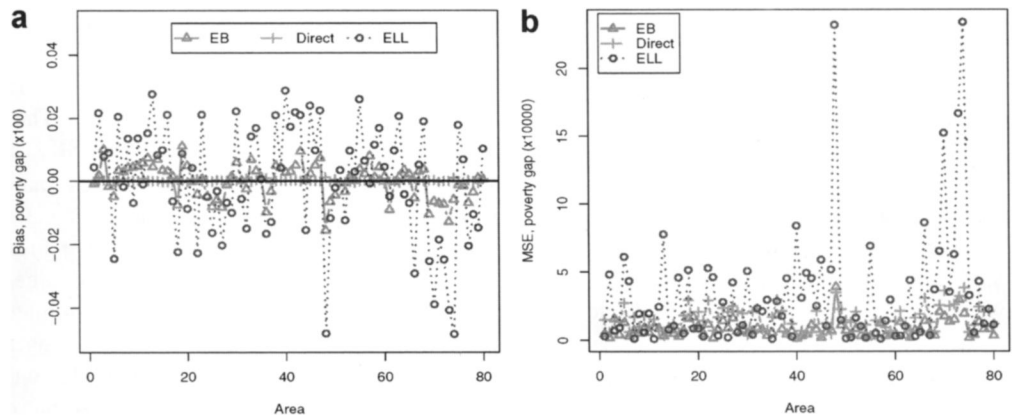 a
EB
Direct
ELL
Bias, poverty gap (x100)
0.04
0.02
0.00
−0.02
−0.04
0
20
40
60
80
Area
b
EB
Direct
ELL
MSE, poverty gap (x10000)
20
15
10
5
0
0
20
40
60
80
Area